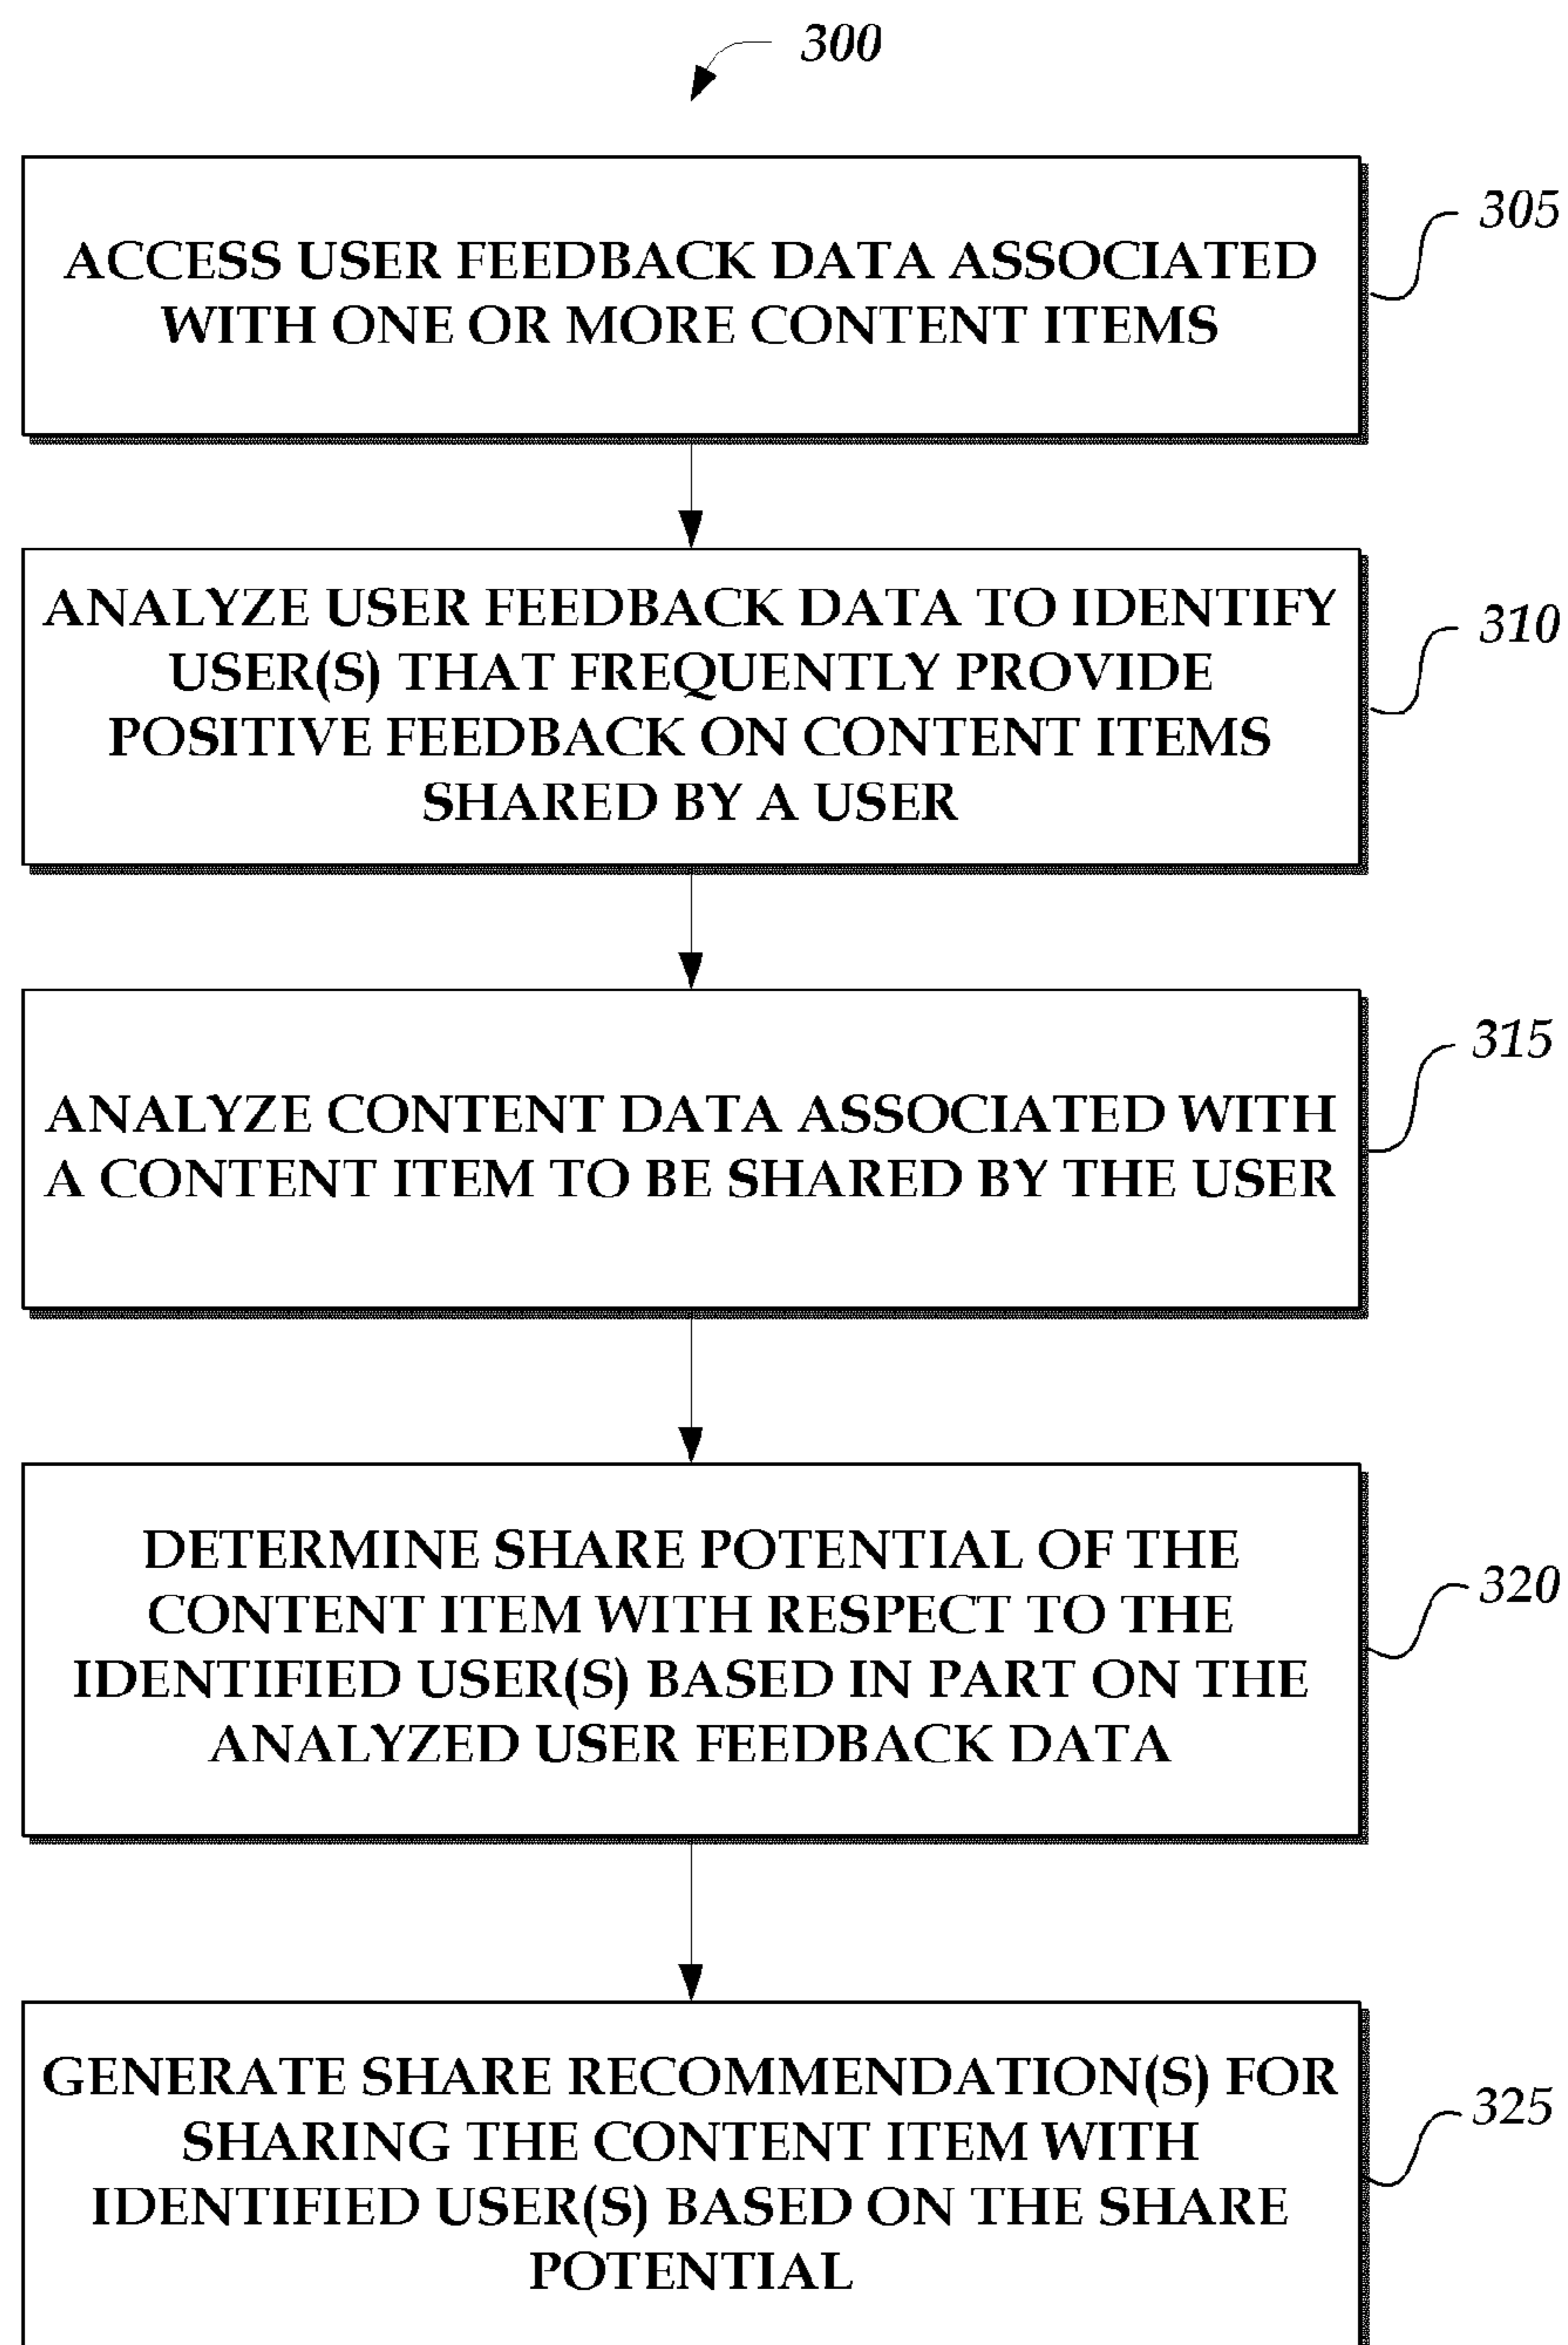 300
ACCESS USER FEEDBACK DATA ASSOCIATED
WITH ONE OR MORE CONTENT ITEMS
305
ANALYZE USER FEEDBACK DATA TO IDENTIFY
USER(S) THAT FREQUENTLY PROVIDE
POSITIVE FEEDBACK ON CONTENT ITEMS
SHARED BY A USER
310
ANALYZE CONTENT DATA ASSOCIATED WITH
A CONTENT ITEM TO BE SHARED BY THE USER
315
DETERMINE SHARE POTENTIAL OF THE
CONTENT ITEM WITH RESPECT TO THE
IDENTIFIED USER(S) BASED IN PART ON THE
ANALYZED USER FEEDBACK DATA
320
GENERATE SHARE RECOMMENDATION(S) FOR
SHARING THE CONTENT ITEM WITH
IDENTIFIED USER(S) BASED ON THE SHARE
POTENTIAL
325